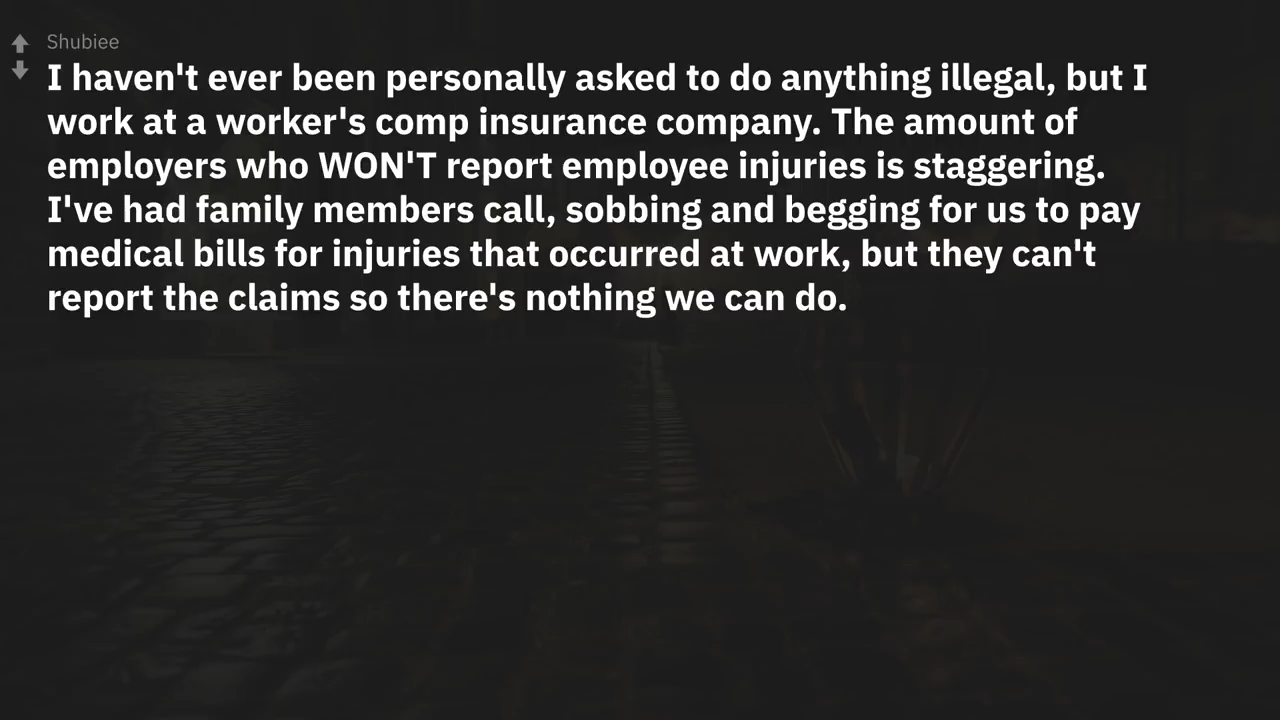 Shubiee
I haven't ever been personally asked to do anything illegal, but I
work at a worker's comp insurance company. The amount of
employers who WON'T report employee injuries is staggering.
I've had family members call, sobbing and begging for us to pay
medical bills for injuries that occurred at work, but they can't
report the claims so there's nothing we can do.